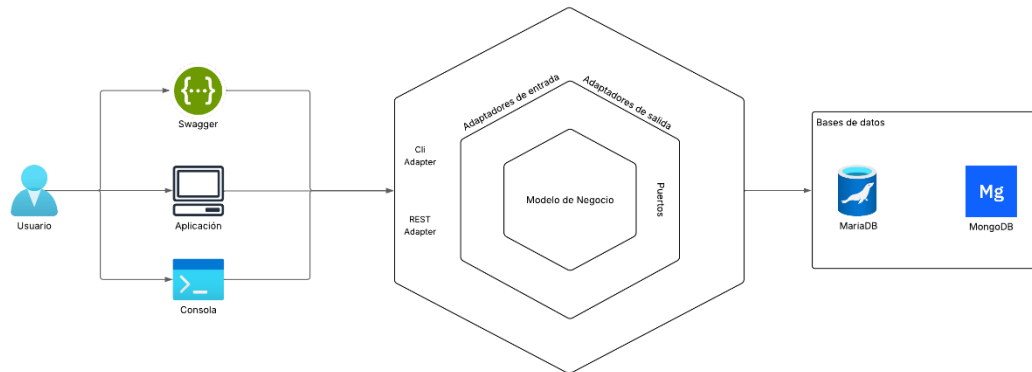 Usuario
{...}
Swagger
Aplicación
>_
Consola
Adaptadores de entrada
Adaptadores de salida
Cli
Adapter
REST
Adapter
Modelo de Negocio
Puertos
Bases de datos
MariaDB
Mg
MongoDB